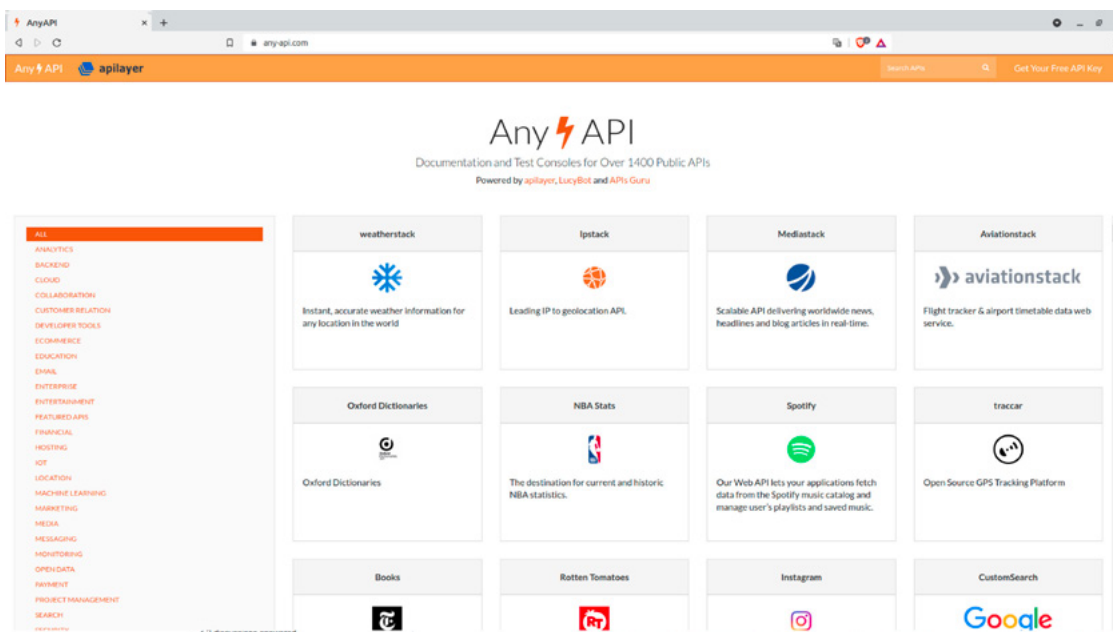 AnyAPI
any-api.com
Any API apilayer
Search APIs
Get Your Free API Key
Any API
Documentation and Test Consoles for Over 1400 Public APIs
Powered by apilayer, LucyBot and APIs Guru
ALL
ANALYTICS
BACKEND
CLOUD
COLLABORATION
CUSTOMER RELATION
DEVELOPER TOOLS
ECOMMERCE
EDUCATION
EMAIL
ENTERPRISE
ENTERTAINMENT
FEATURED APIS
FINANCIAL
HOSTING
IOT
LOCATION
MACHINE LEARNING
MARKETING
MEDIA
MESSAGING
MONITORING
OPEN DATA
PAYMENT
PROJECT MANAGEMENT
SEARCH
weatherstack
Instant, accurate weather information for
any location in the world
Ipstack
Leading IP to geolocation API.
Mediastack
Scalable API delivering worldwide news,
headlines and blog articles in real-time.
Aviationstack
aviationstack
Flight tracker & airport timetable data web
service.
Oxford Dictionaries
Oxford Dictionaries
NBA Stats
The destination for current and historic
NBA statistics.
Spotify
Our Web API lets your applications fetch
data from the Spotify music catalog and
manage user's playlists and saved music.
traccar
Open Source GPS Tracking Platform
Books
Rotten Tomatoes
RT
Instagram
CustomSearch
Google